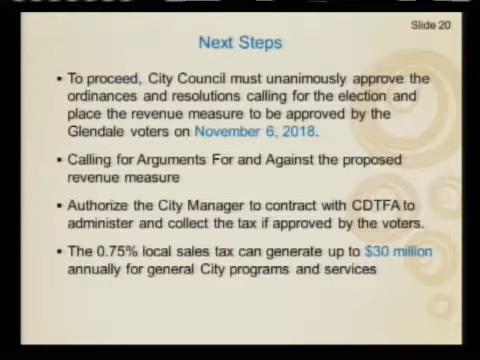 Slide 20
Next Steps
▪ To proceed, City Council must unanimously approve the
ordinances and resolutions calling for the election and
place the revenue measure to be approved by the
Glendale voters on November 6, 2018.
▪ Calling for Arguments For and Against the proposed
revenue measure
▪ Authorize the City Manager to contract with CDTFA to
administer and collect the tax if approved by the voters.
▪ The 0.75% local sales tax can generate up to $30 million
annually for general City programs and services